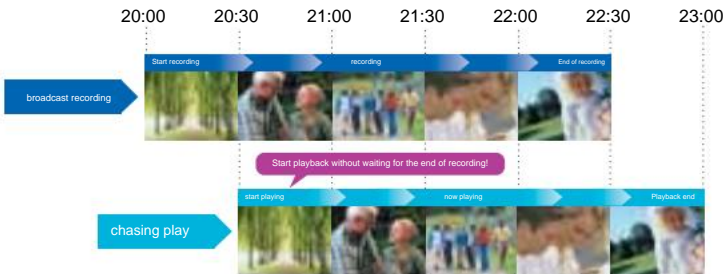 20:00 20:30 21:00 21:30 22:00 22:30 23:00
Start recording recording End of recording
broadcast recording
Start playback without waiting for the end of recording!
start playing now playing Playback end
chasing play